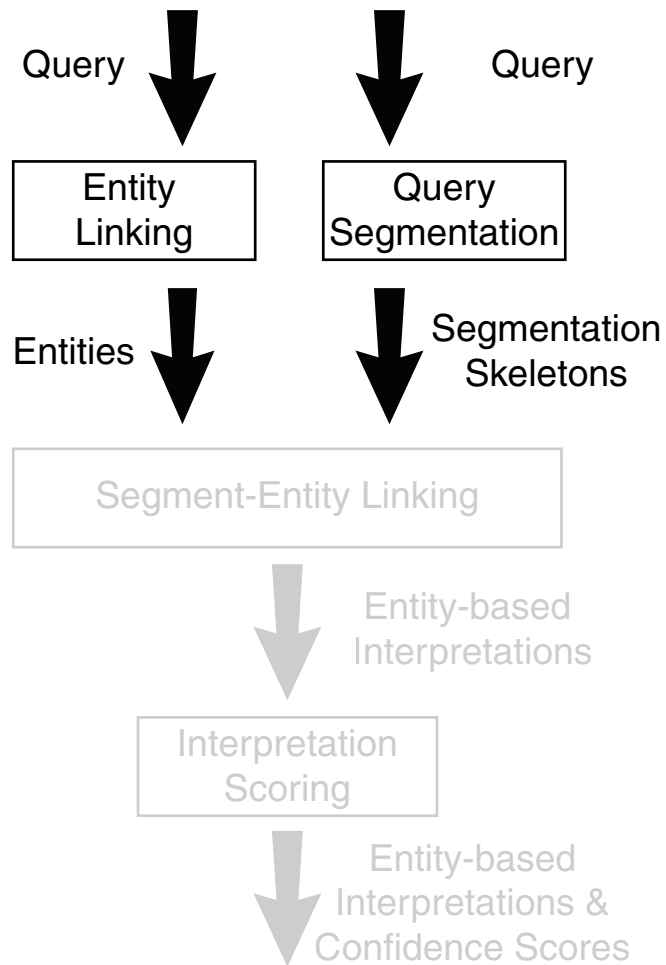 Query
Query
Entity
Linking
Query
Segmentation
Entities
Segmentation
Skeletons
Segment-Entity Linking
Entity-based
Interpretations
Interpretation
Scoring
Entity-based
Interpretations &
Confidence Scores